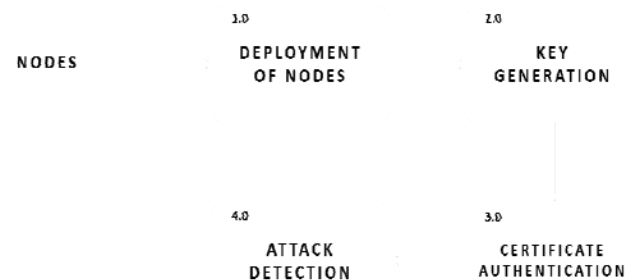 NODES
1.0
DEPLOYMENT
OF NODES
2.0
KEY
GENERATION
4.0
ATTACK
DETECTION
3.0
CERTIFICATE
AUTHENTICATION